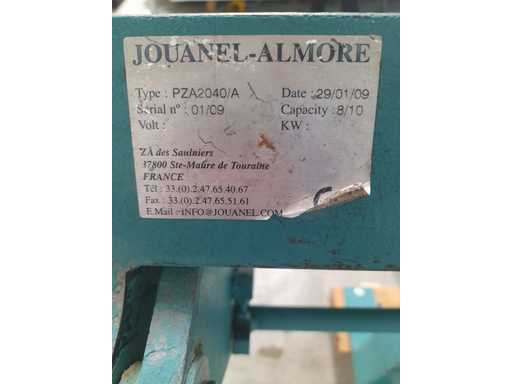 JOUANEL-ALMORE
Type : PZA2040/A Date : 29/01/09
Serial n° : 01/09 Capacity : 8/10
Volt : KW :
ZA des Sauniers
37800 Ste-Maure de Touraine
FRANCE
Tél : 33.(0).2.47.65.40.67
Fax : 33.(0).2.47.65.51.61
E.Mail : INFO@JOUANEL.COM